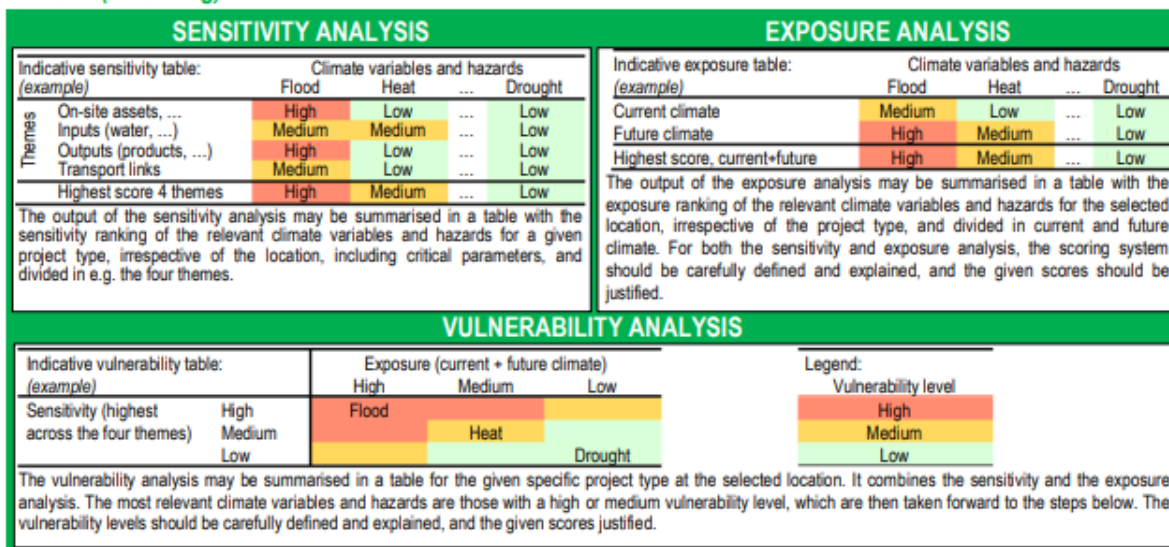 SENSITIVITY ANALYSIS
Indicative sensitivity table: Climate variables and hazards
(example) Flood Heat ... Drought
Themes
On-site assets, ... High Low ... Low
Inputs (water, ...) Medium Medium ... Low
Outputs (products, ...) High Low ... Low
Transport links Medium Low ... Low
Highest score 4 themes High Medium ... Low
The output of the sensitivity analysis may be summarised in a table with the
sensitivity ranking of the relevant climate variables and hazards for a given
project type, irrespective of the location, including critical parameters, and
divided in e.g. the four themes.
EXPOSURE ANALYSIS
Indicative exposure table: Climate variables and hazards
(example) Flood Heat ... Drought
Current climate Medium Low ... Low
Future climate High Medium ... Low
Highest score, current+future High Medium ... Low
The output of the exposure analysis may be summarised in a table with the
exposure ranking of the relevant climate variables and hazards for the selected
location, irrespective of the project type, and divided in current and future
climate. For both the sensitivity and exposure analysis, the scoring system
should be carefully defined and explained, and the given scores should be
justified.
VULNERABILITY ANALYSIS
Indicative vulnerability table: Exposure (current + future climate) Legend:
(example) High Medium Low Vulnerability level
Sensitivity (highest High Flood High
across the four themes) Medium Heat Medium
Low Drought Low
The vulnerability analysis may be summarised in a table for the given specific project type at the selected location. It combines the sensitivity and the exposure
analysis. The most relevant climate variables and hazards are those with a high or medium vulnerability level, which are then taken forward to the steps below. The
vulnerability levels should be carefully defined and explained, and the given scores justified.